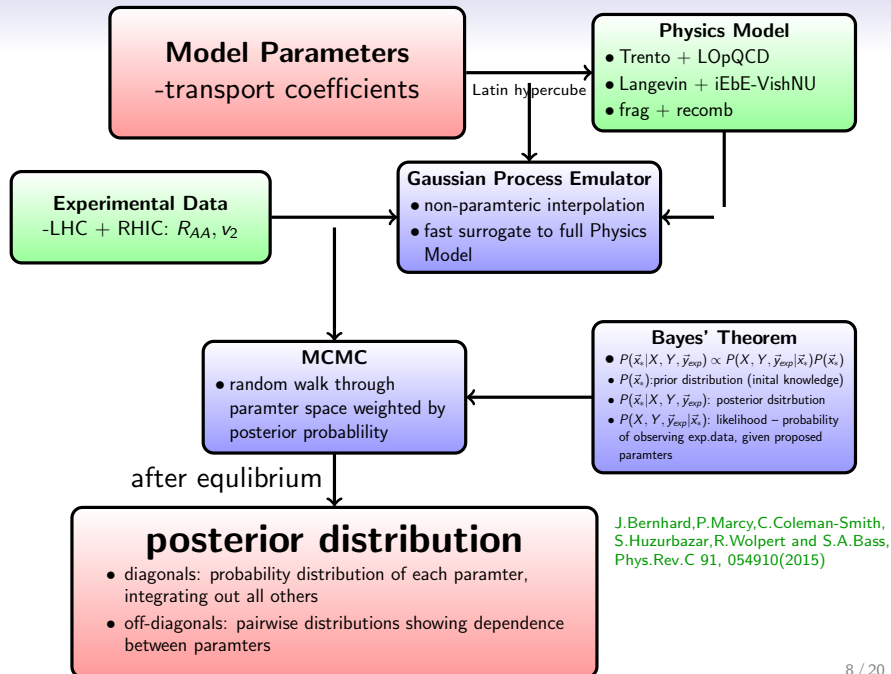 Model Parameters
-transport coefficients
Latin hypercube
Physics Model
• Trento + LOpQCD
• Langevin + iEbE-VishNU
• frag + recomb
Experimental Data
-LHC + RHIC: R_{AA}, v_2
Gaussian Process Emulator
• non-paramteric interpolation
• fast surrogate to full Physics
Model
MCMC
• random walk through
paramter space weighted by
posterior probablility
Bayes' Theorem
• P(x⃗_*|X, Y, y⃗_{exp}) ∝ P(X, Y, y⃗_{exp}|x⃗_*)P(x⃗_*)
• P(x⃗_*):prior distribution (inital knowledge)
• P(x⃗_*|X, Y, y⃗_{exp}): posterior dsitrbution
• P(X, Y, y⃗_{exp}|x⃗_*): likelihood – probability
of observing exp.data, given proposed
paramters
after equlibrium
posterior distribution
• diagonals: probability distribution of each paramter,
integrating out all others
• off-diagonals: pairwise distributions showing dependence
between paramters
J.Bernhard,P.Marcy,C.Coleman-Smith,
S.Huzurbazar,R.Wolpert and S.A.Bass,
Phys.Rev.C 91, 054910(2015)
8 / 20